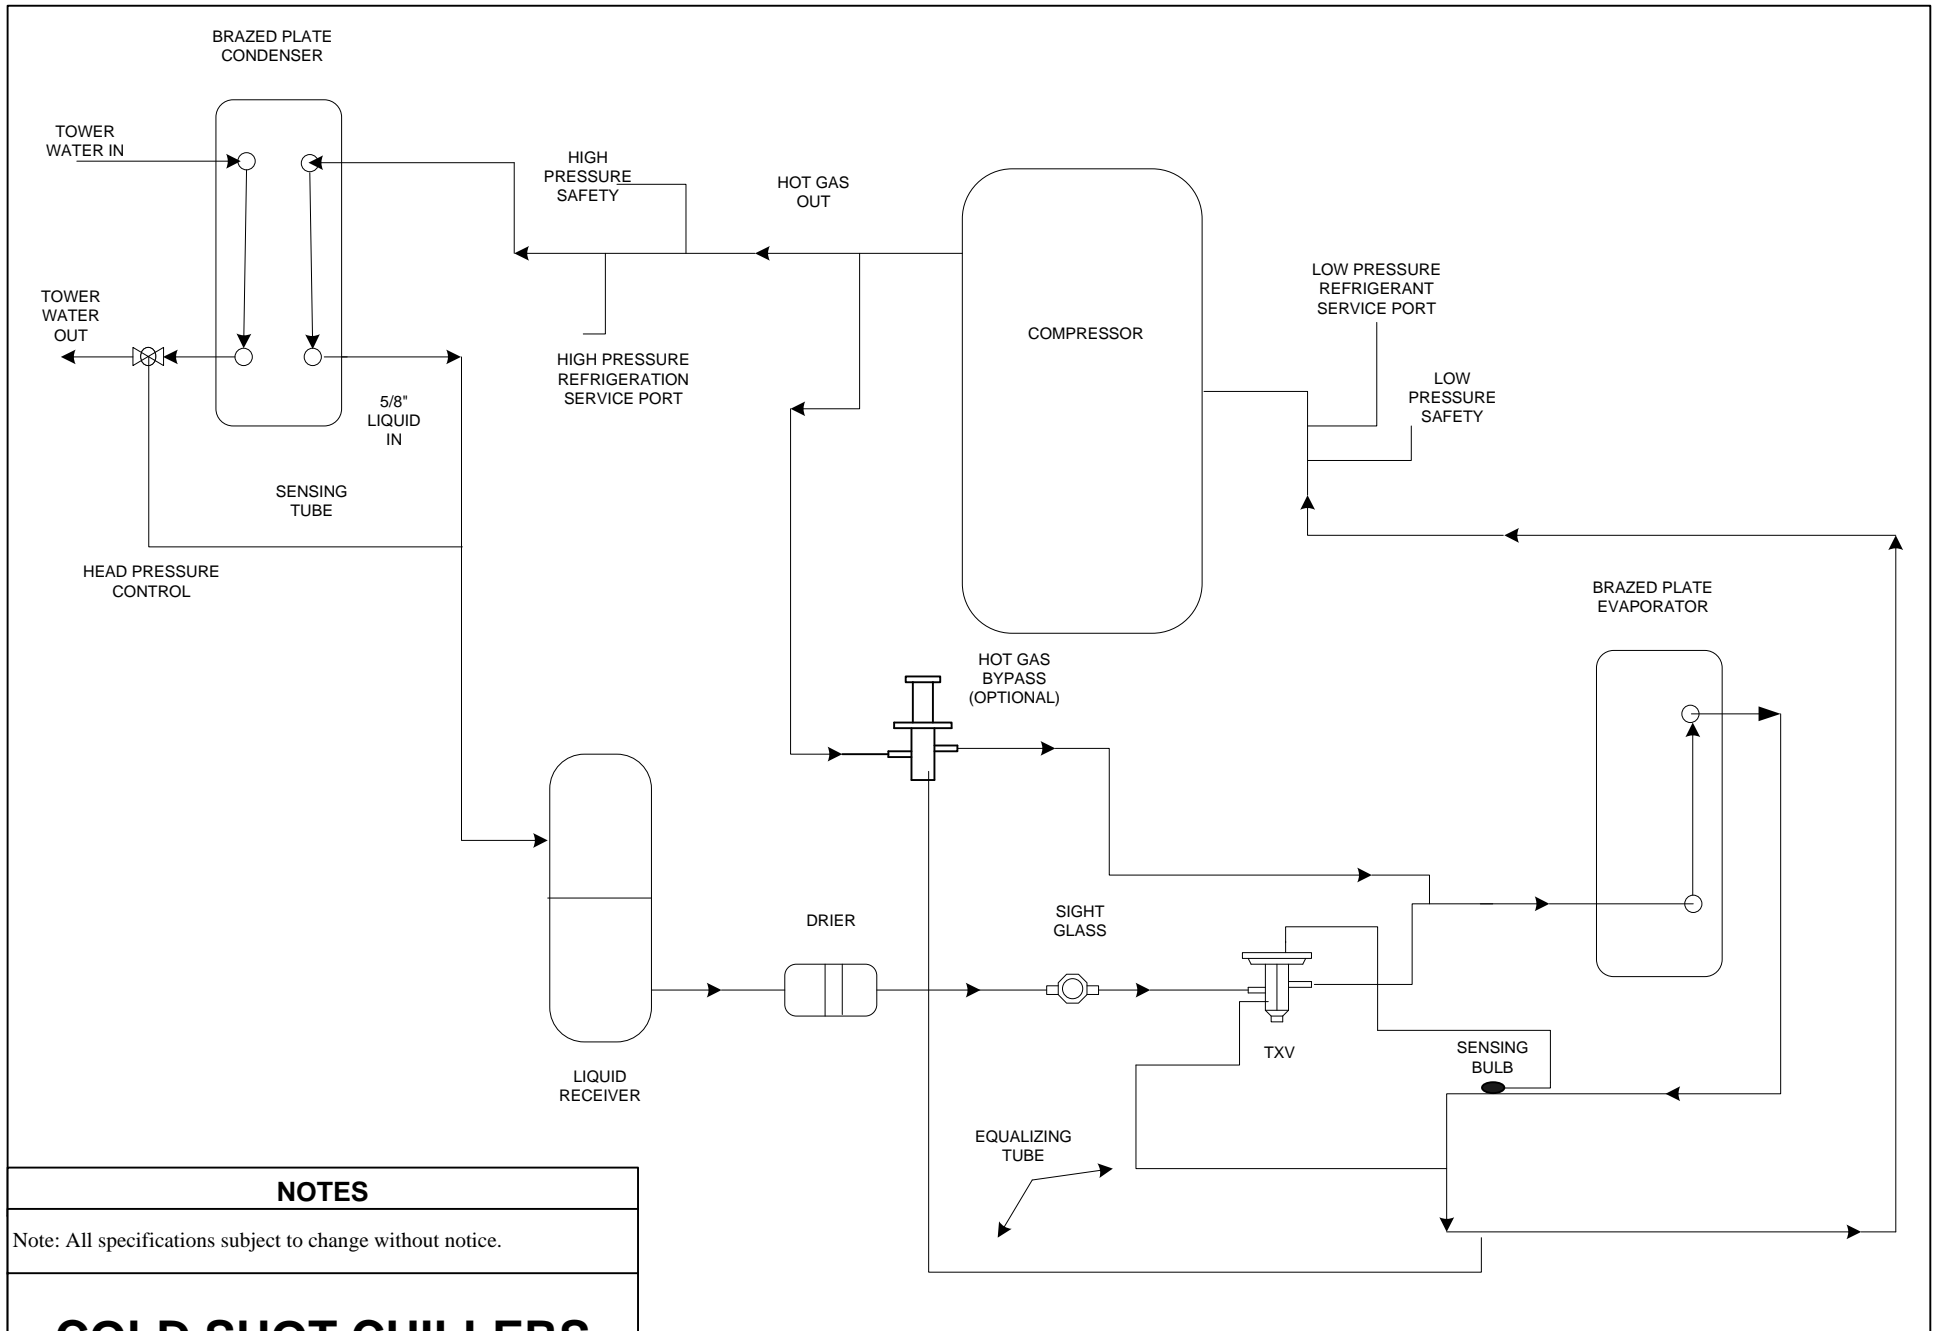 BRAZED PLATE
CONDENSER
TOWER
WATER IN
HIGH
PRESSURE
SAFETY
HOT GAS
OUT
TOWER
WATER
OUT
LOW PRESSURE
REFRIGERANT
SERVICE PORT
COMPRESSOR
HIGH PRESSURE
REFRIGERATION
SERVICE PORT
LOW
PRESSURE
SAFETY
5/8"
LIQUID
IN
SENSING
TUBE
HEAD PRESSURE
CONTROL
BRAZED PLATE
EVAPORATOR
HOT GAS
BYPASS
(OPTIONAL)
DRIER
SIGHT
GLASS
TXV
SENSING
BULB
LIQUID
RECEIVER
EQUALIZING
TUBE
NOTES
Note: All specifications subject to change without notice.
COLD SHOT CHILLERS